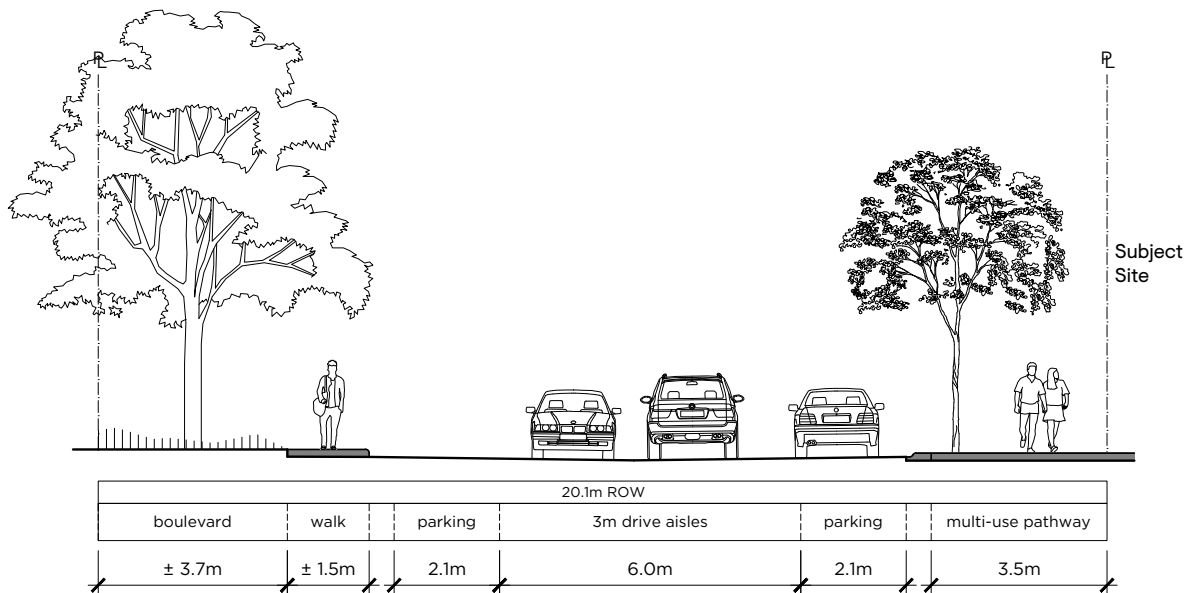 PL
PL
Subject
Site
20.1m ROW
boulevard
walk
parking
3m drive aisles
parking
multi-use pathway
± 3.7m
± 1.5m
2.1m
6.0m
2.1m
3.5m